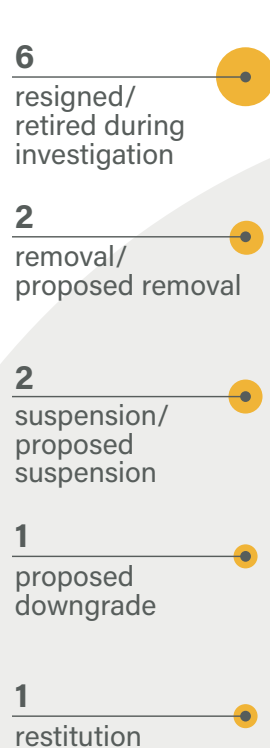 6
resigned/
retired during
investigation
2
removal/
proposed removal
2
suspension/
proposed
suspension
1
proposed
downgrade
1
restitution